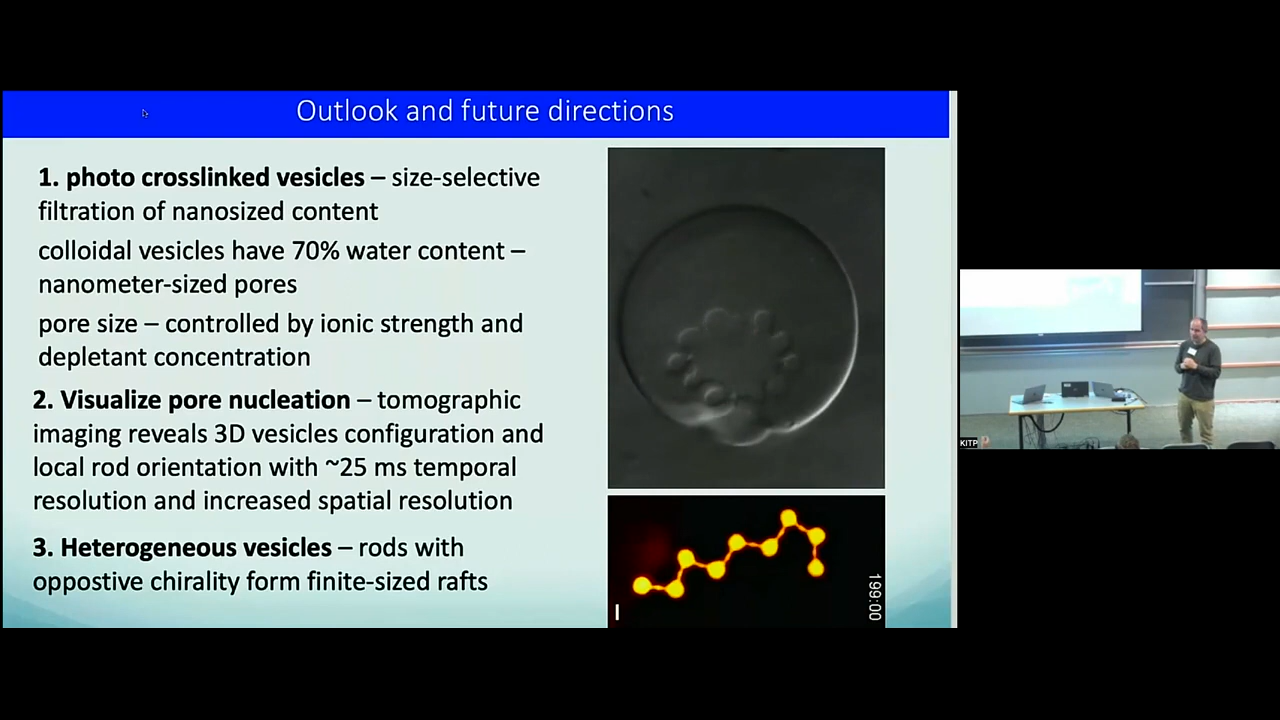 Outlook and future directions
1. photo crosslinked vesicles – size-selective
filtration of nanosized content
colloidal vesicles have 70% water content –
nanometer-sized pores
pore size – controlled by ionic strength and
depletant concentration
2. Visualize pore nucleation – tomographic
imaging reveals 3D vesicles configuration and
local rod orientation with ~25 ms temporal
resolution and increased spatial resolution
3. Heterogeneous vesicles – rods with
oppostive chirality form finite-sized rafts
199:00
KITP